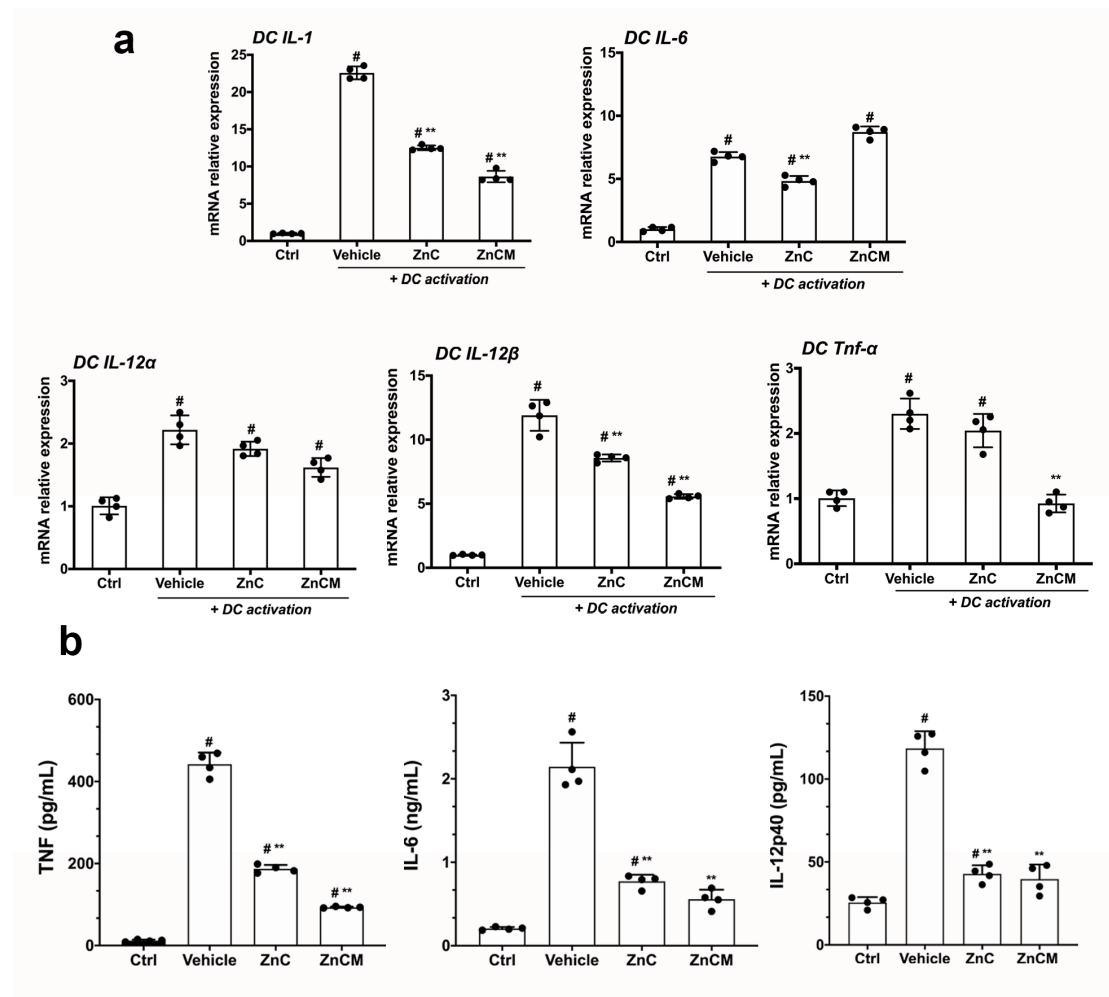 a
DC IL-1
mRNA relative expression
25
20
15
10
5
0
#
# **
# **
Ctrl Vehicle ZnC ZnCM
+ DC activation
DC IL-6
mRNA relative expression
15
10
5
0
#
# **
#
Ctrl Vehicle ZnC ZnCM
+ DC activation
DC IL-12α
mRNA relative expression
3
2
1
0
#
#
#
Ctrl Vehicle ZnC ZnCM
+ DC activation
DC IL-12β
mRNA relative expression
15
10
5
0
#
# **
# **
Ctrl Vehicle ZnC ZnCM
+ DC activation
DC Tnf-α
mRNA relative expression
3
2
1
0
#
#
**
Ctrl Vehicle ZnC ZnCM
+ DC activation
b
TNF (pg/mL)
600
400
200
0
#
# **
# **
Ctrl Vehicle ZnC ZnCM
IL-6 (ng/mL)
3
2
1
0
#
# **
**
Ctrl Vehicle ZnC ZnCM
IL-12p40 (pg/mL)
150
100
50
0
#
# **
**
Ctrl Vehicle ZnC ZnCM